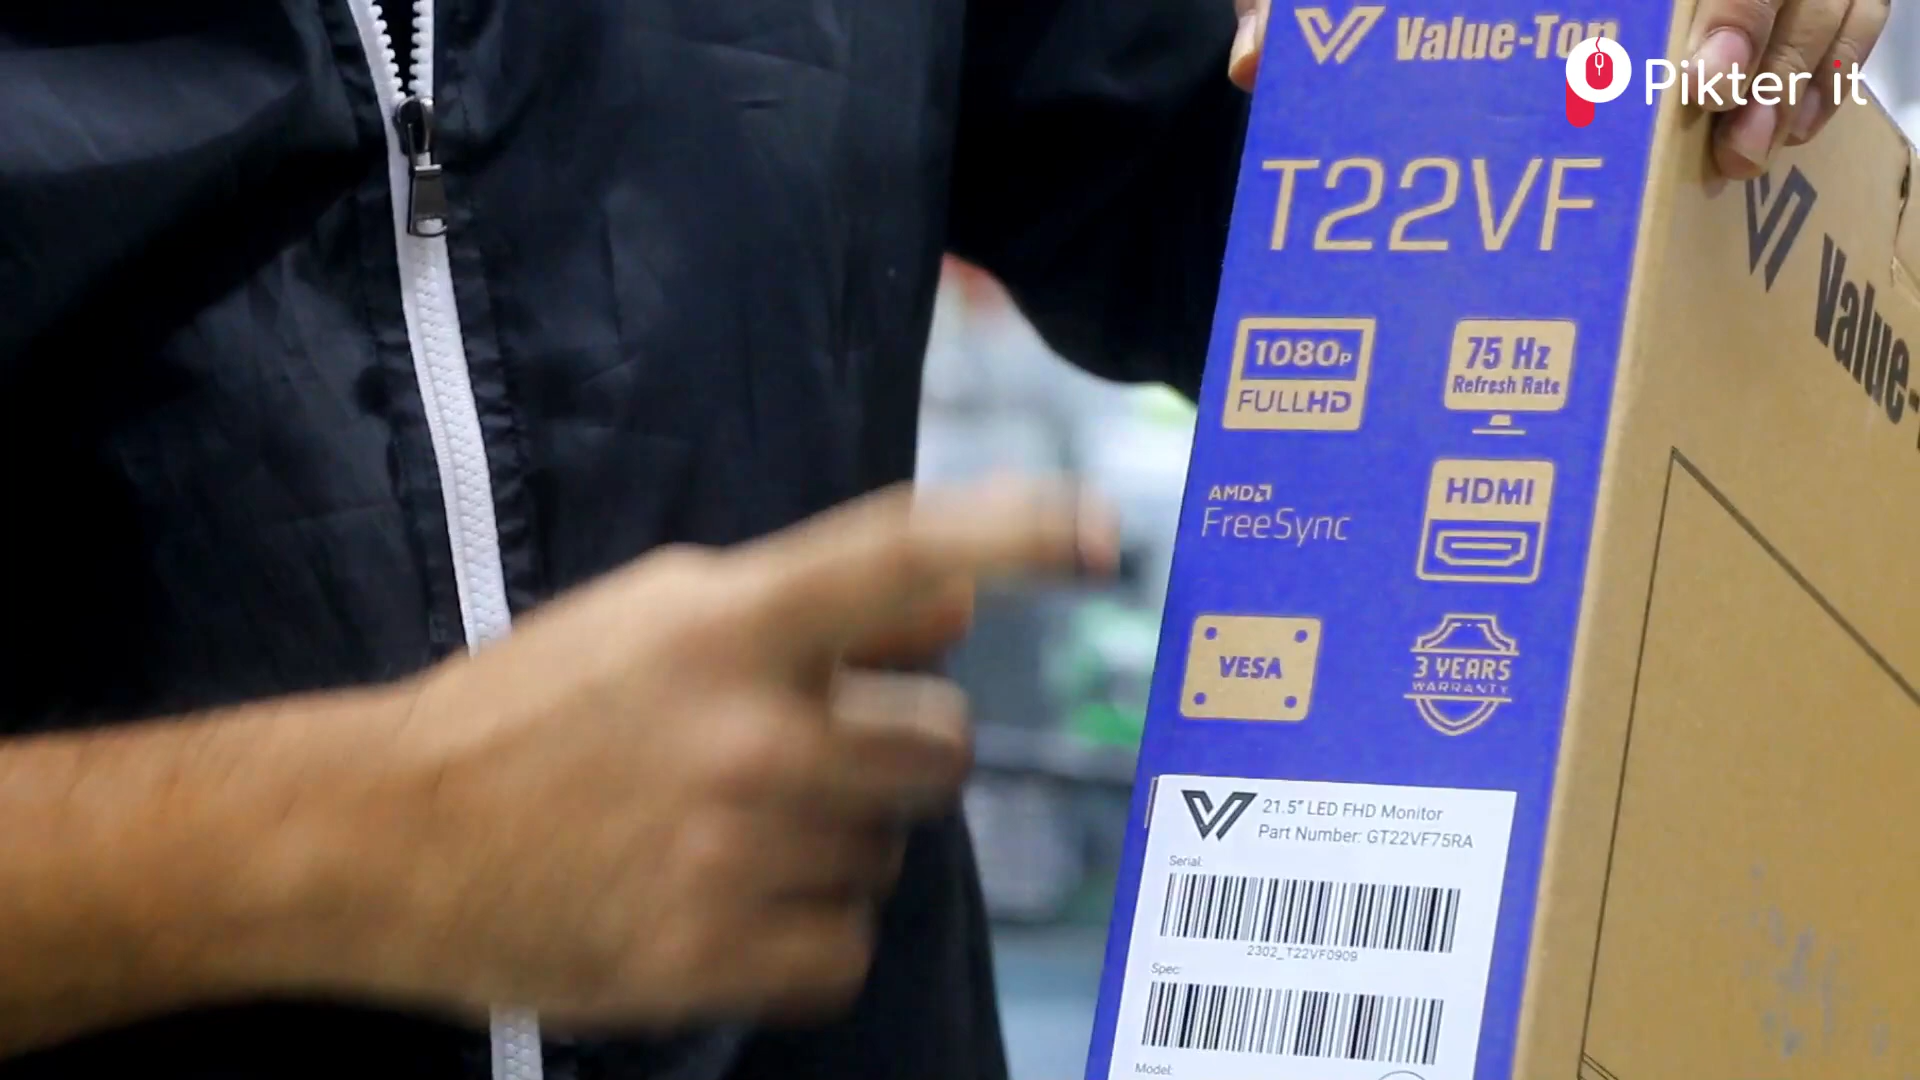 Value-Top
Pikter it
T22VF
1080p
FULLHD
75 Hz
Refresh Rate
AMD
FreeSync
HDMI
VESA
3 YEARS
WARRANTY
Value-
21.5" LED FHD Monitor
Part Number: GT22VF75RA
Serial:
2302_T22VF0909
Spec:
Model: